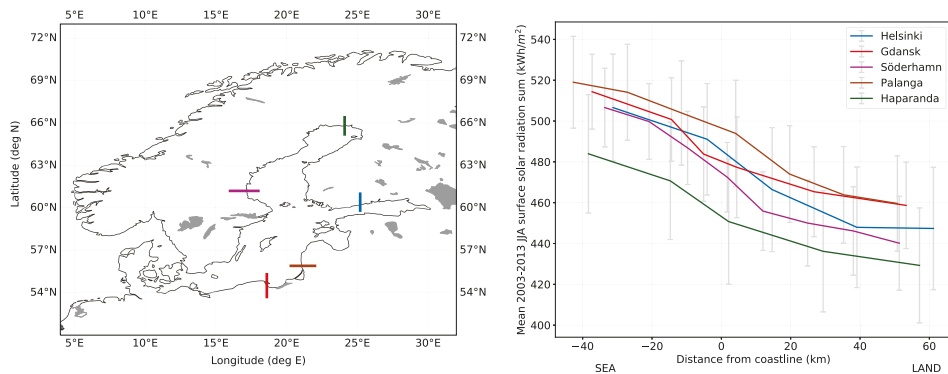 5°E 10°E 15°E 20°E 25°E 30°E
72°N 72°N
69°N 69°N
66°N 66°N
63°N 63°N
60°N 60°N
57°N 57°N
54°N 54°N
5°E 10°E 15°E 20°E 25°E 30°E
Latitude (deg N)
Longitude (deg E)
Mean 2003-2013 JJA surface solar radiation sum (kWh/m²)
540
520
500
480
460
440
420
400
Helsinki
Gdansk
Söderhamn
Palanga
Haparanda
−40 −20 0 20 40 60
Distance from coastline (km)
SEA LAND